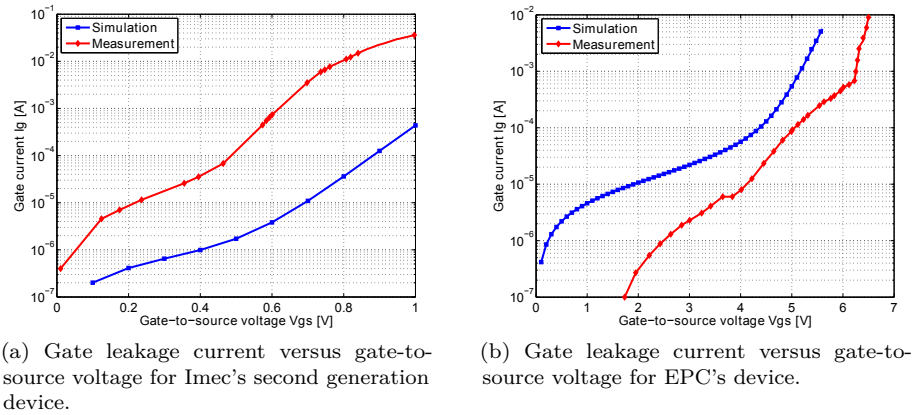 Simulation
Measurement
Gate current Ig [A]
10^-1
10^-2
10^-3
10^-4
10^-5
10^-6
10^-7
0
0.2
0.4
0.6
0.8
1
Gate-to-source voltage Vgs [V]
(a) Gate leakage current versus gate-to-
source voltage for Imec's second generation
device.
Simulation
Measurement
Gate current Ig [A]
10^-2
10^-3
10^-4
10^-5
10^-6
10^-7
0
1
2
3
4
5
6
7
Gate-to-source voltage Vgs [V]
(b) Gate leakage current versus gate-to-
source voltage for EPC's device.